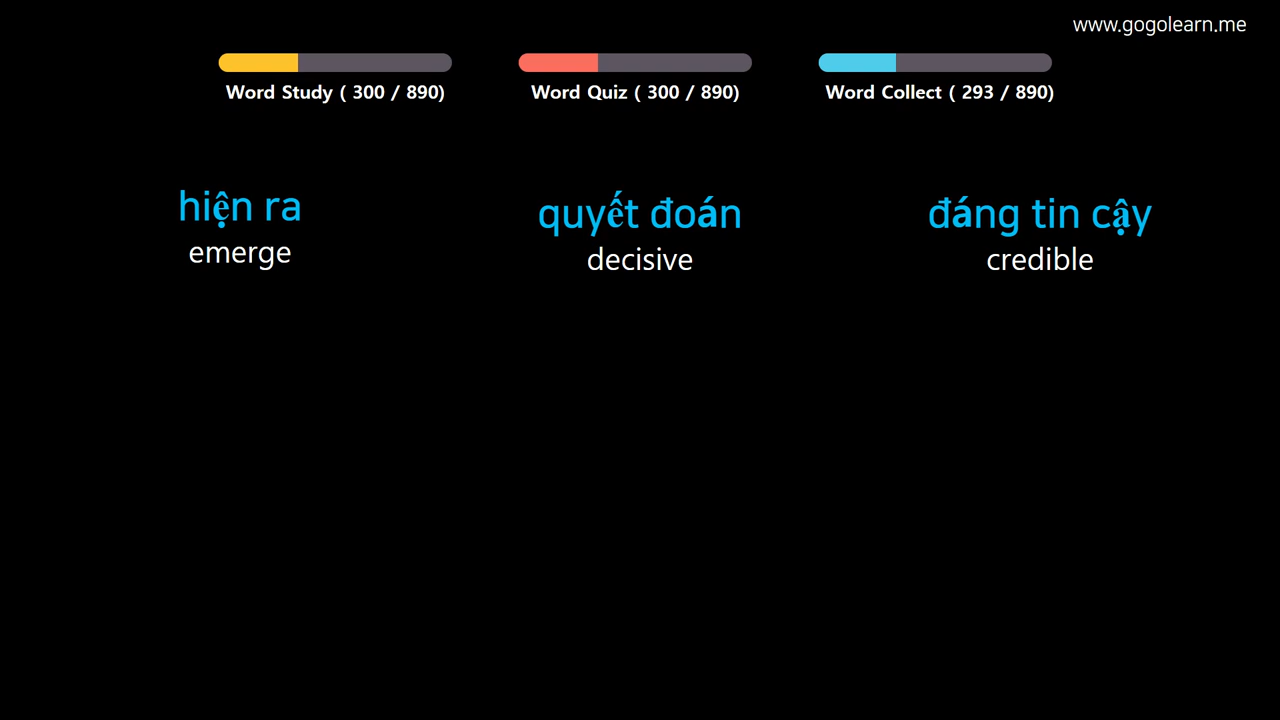 www.gogolearn.me
Word Study ( 300 / 890)
Word Quiz ( 300 / 890)
Word Collect ( 293 / 890)
hiện ra
emerge
quyết đoán
decisive
đáng tin cậy
credible